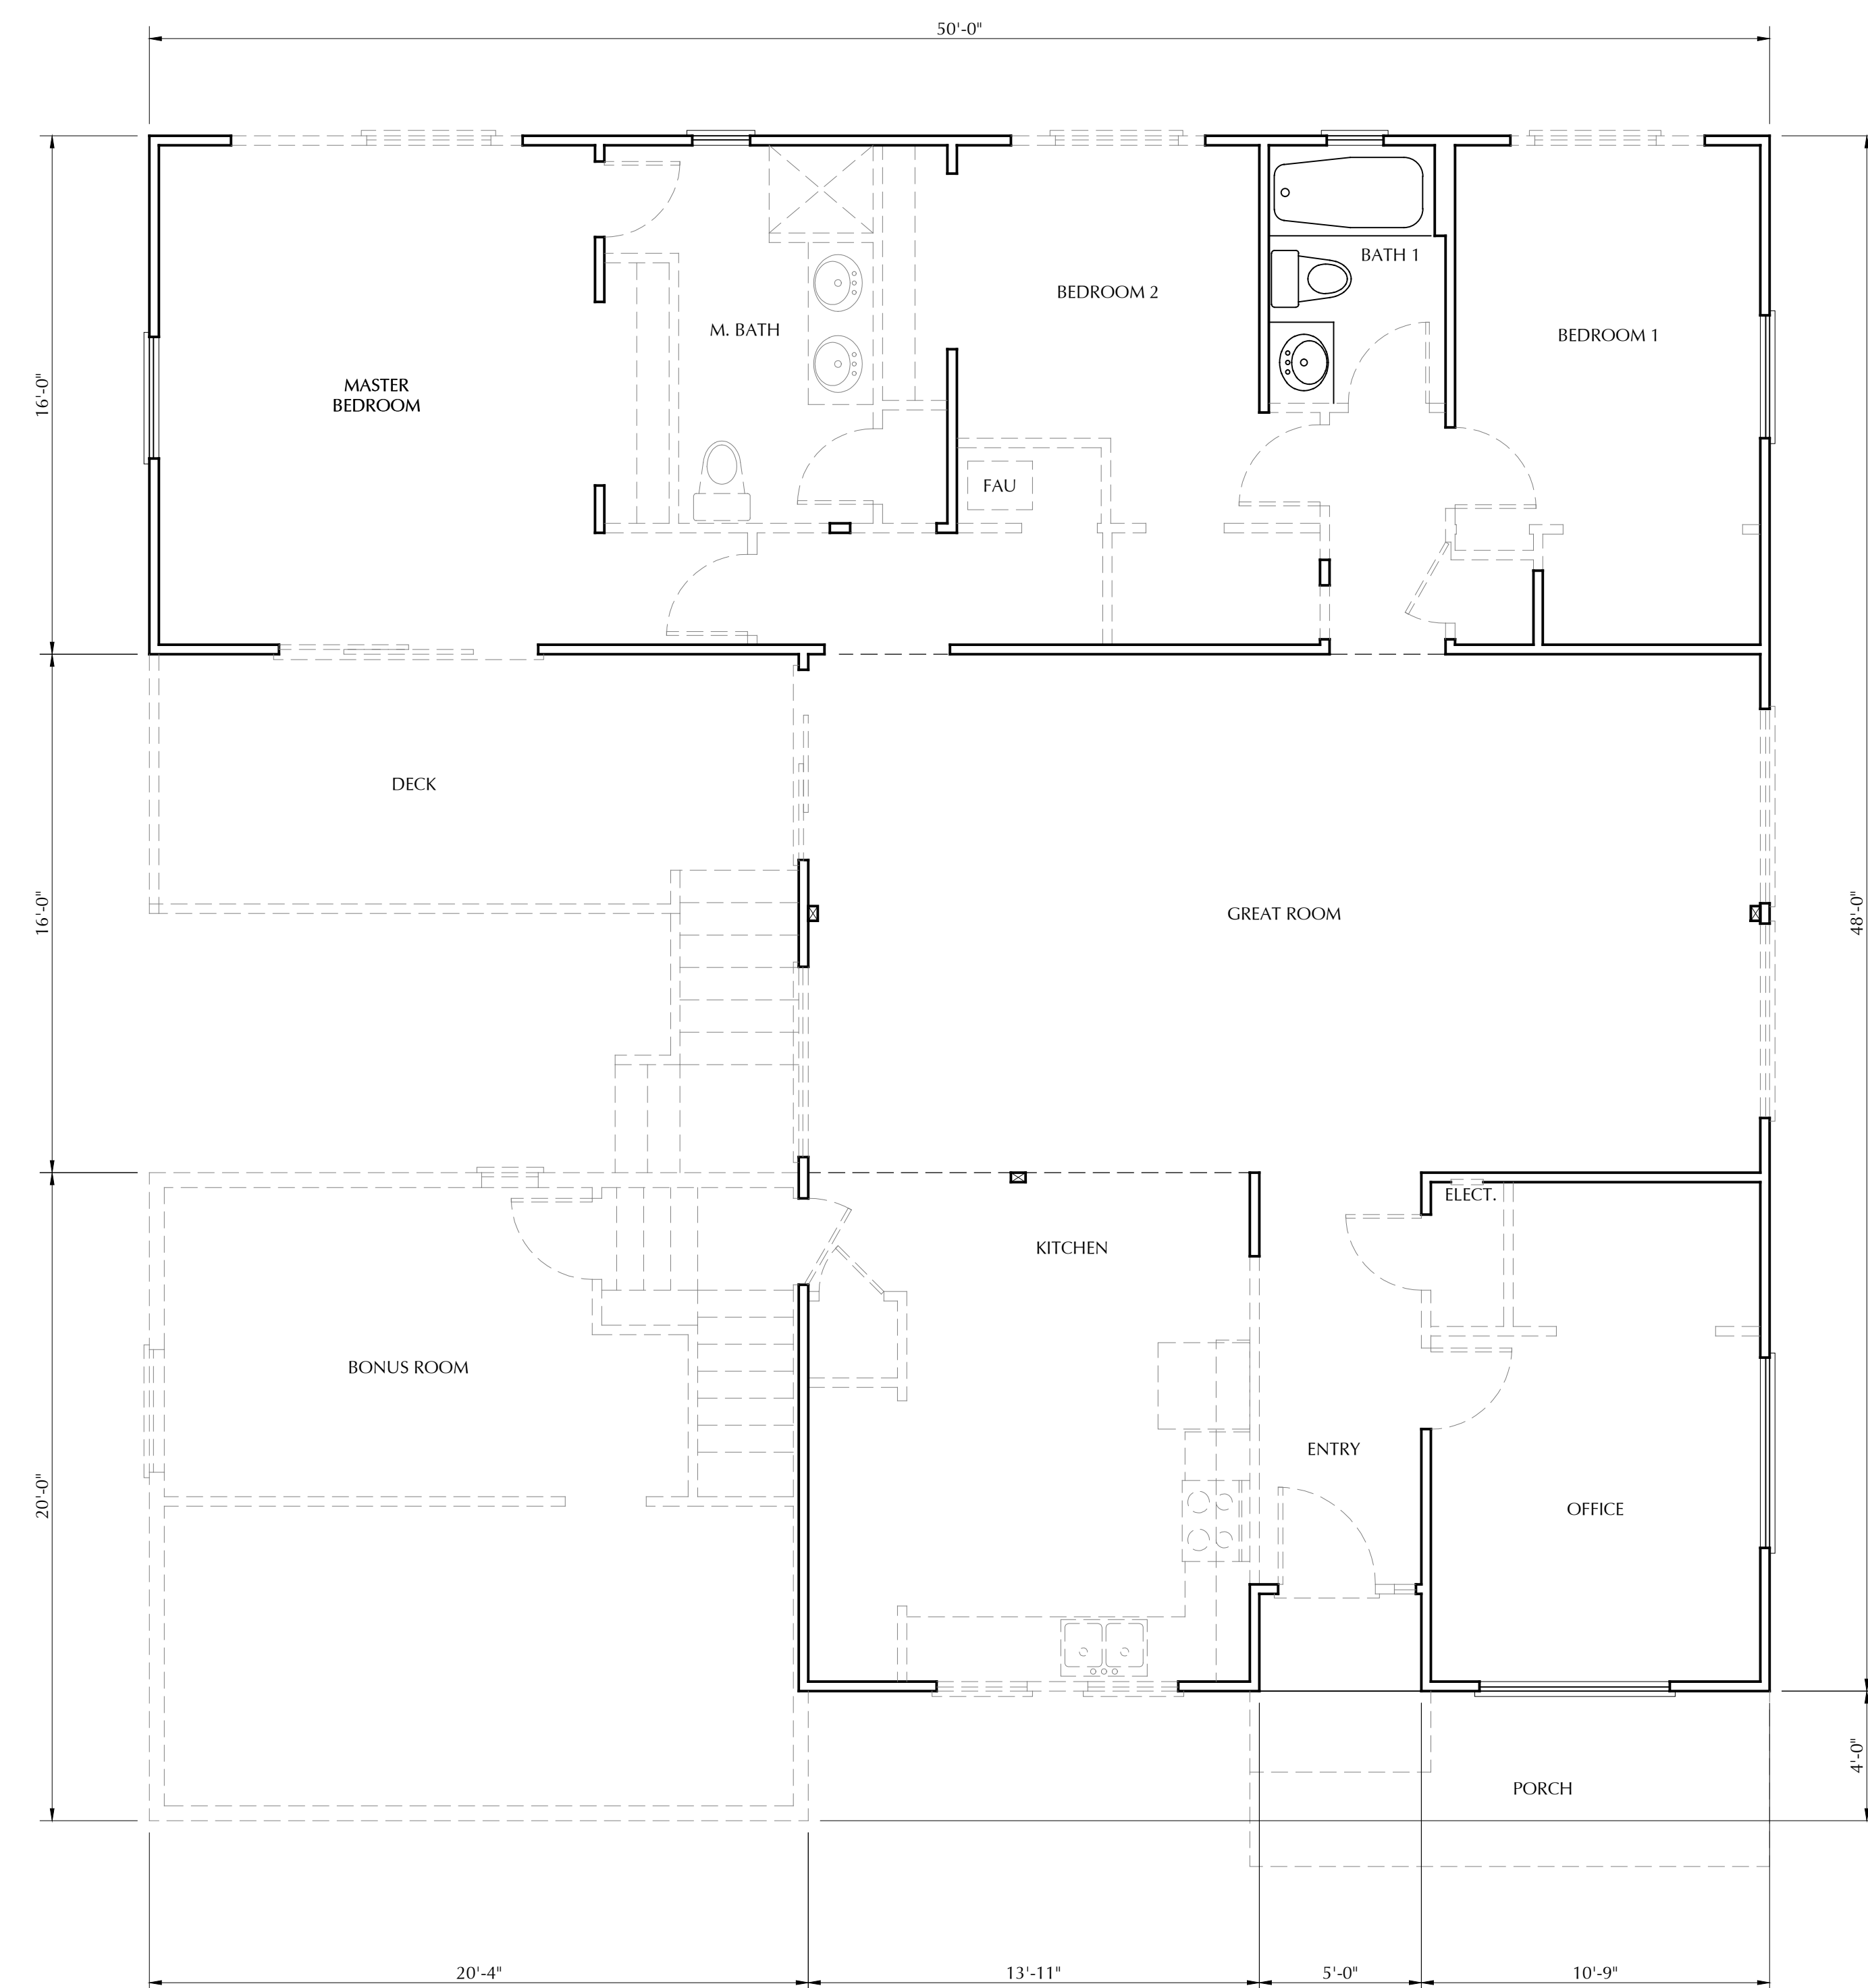 50'-0"
BATH 1
BEDROOM 2
M. BATH
BEDROOM 1
MASTER
BEDROOM
16'-0"
FAU
DECK
16'-0"
GREAT ROOM
48'-0"
ELECT.
KITCHEN
BONUS ROOM
ENTRY
20'-0"
OFFICE
4'-0"
PORCH
20'-4"
13'-11"
5'-0"
10'-9"